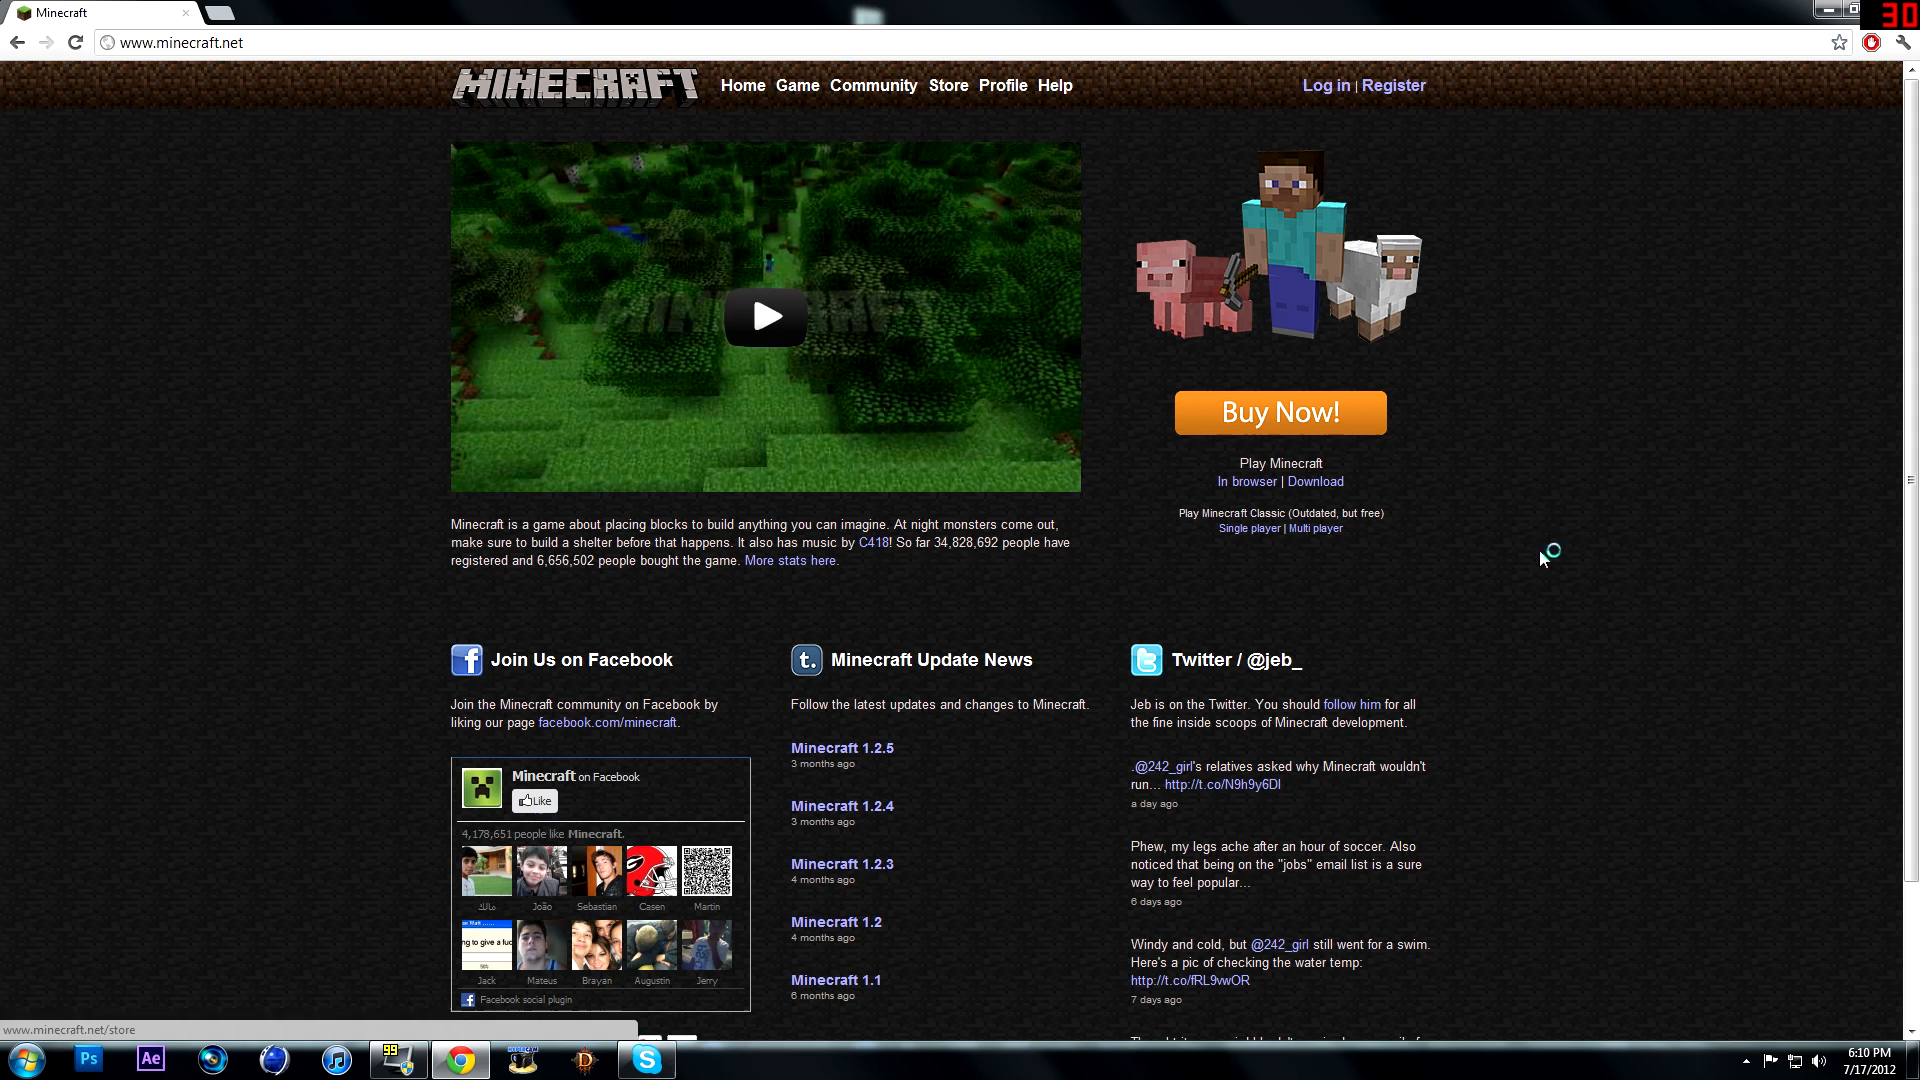 Minecraft
30
www.minecraft.net
MINECRAFT
Home Game Community Store Profile Help
Log in | Register
MINECRAFT
Buy Now!
Play Minecraft
In browser | Download
Play Minecraft Classic (Outdated, but free)
Single player | Multi player
Minecraft is a game about placing blocks to build anything you can imagine. At night monsters come out,
make sure to build a shelter before that happens. It also has music by C418! So far 34,828,692 people have
registered and 6,656,502 people bought the game. More stats here.
Join Us on Facebook
Join the Minecraft community on Facebook by
liking our page facebook.com/minecraft.
Minecraft on Facebook
Like
4,178,651 people like Minecraft.
مالك João Sebastian Casen Martin
ng to give a fuc
Jack Mateus Brayan Augustin Jerry
Facebook social plugin
Minecraft Update News
Follow the latest updates and changes to Minecraft.
Minecraft 1.2.5
3 months ago
Minecraft 1.2.4
3 months ago
Minecraft 1.2.3
4 months ago
Minecraft 1.2
4 months ago
Minecraft 1.1
6 months ago
Twitter / @jeb_
Jeb is on the Twitter. You should follow him for all
the fine inside scoops of Minecraft development.
.@242_girl's relatives asked why Minecraft wouldn't
run... http://t.co/N9h9y6Dl
a day ago
Phew, my legs ache after an hour of soccer. Also
noticed that being on the "jobs" email list is a sure
way to feel popular...
6 days ago
Windy and cold, but @242_girl still went for a swim.
Here's a pic of checking the water temp:
http://t.co/fRL9vwOR
7 days ago
www.minecraft.net/store
Ps
Ae
99
6:10 PM
7/17/2012